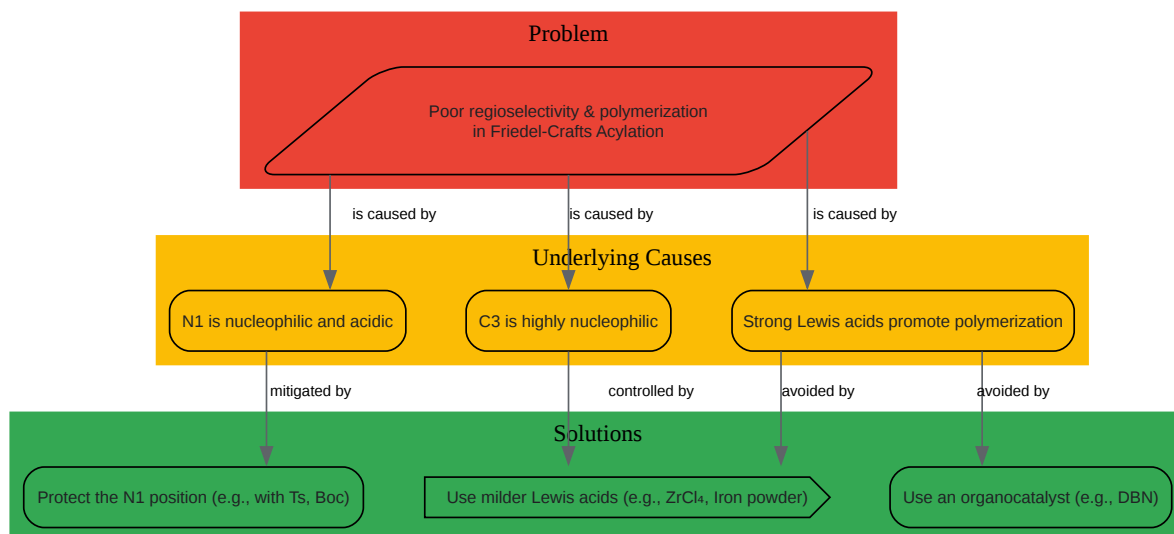 Problem
Poor regioselectivity & polymerization
in Friedel-Crafts Acylation
is caused by
is caused by
is caused by
Underlying Causes
N1 is nucleophilic and acidic
C3 is highly nucleophilic
Strong Lewis acids promote polymerization
mitigated by
controlled by
avoided by
avoided by
Solutions
Protect the N1 position (e.g., with Ts, Boc)
Use milder Lewis acids (e.g., ZrCl₄, Iron powder)
Use an organocatalyst (e.g., DBN)